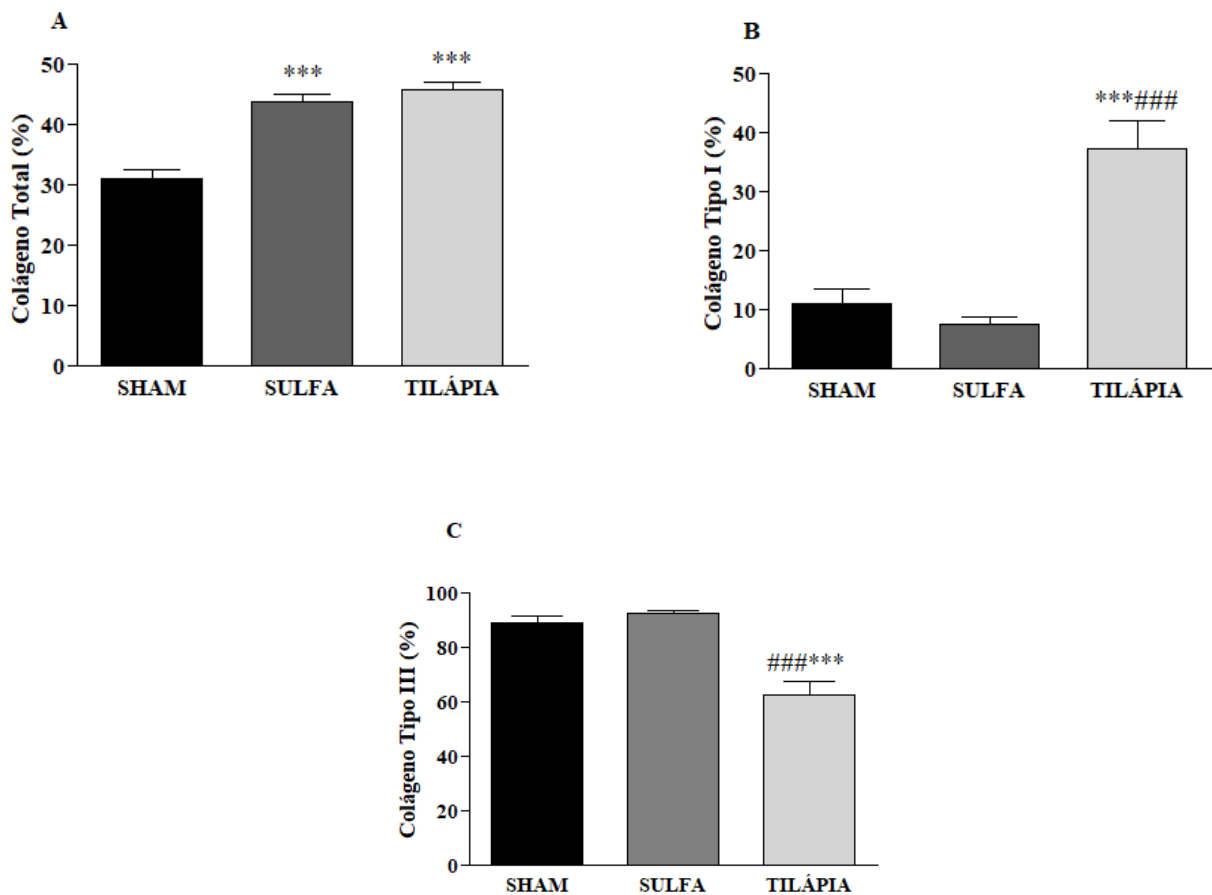 A
Colágeno Total (%)
50
40
30
20
10
0
***
***
SHAM
SULFA
TILÁPIA
B
Colágeno Tipo I (%)
50
40
30
20
10
0
***###
SHAM
SULFA
TILÁPIA
C
Colágeno Tipo III (%)
100
80
60
40
20
0
###***
SHAM
SULFA
TILÁPIA